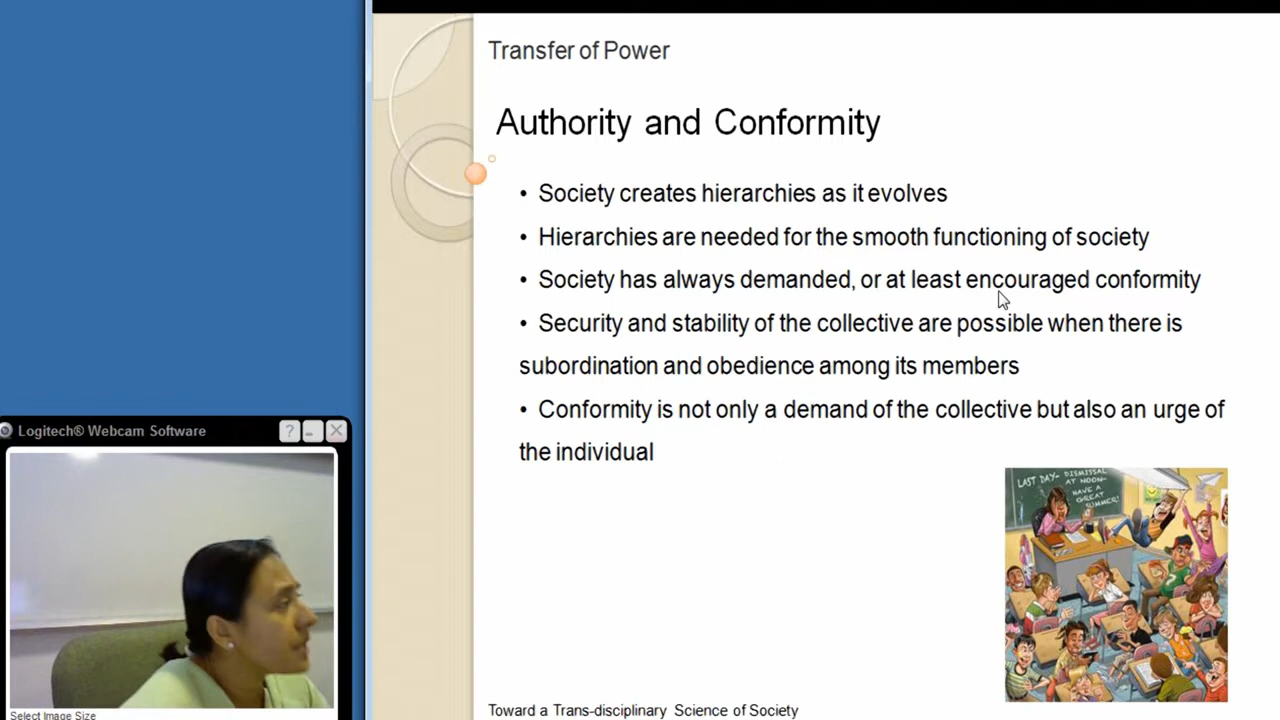 Transfer of Power
Authority and Conformity
• Society creates hierarchies as it evolves
• Hierarchies are needed for the smooth functioning of society
• Society has always demanded, or at least encouraged conformity
• Security and stability of the collective are possible when there is
subordination and obedience among its members
• Conformity is not only a demand of the collective but also an urge of
the individual
Logitech® Webcam Software
?
LAST DAY- DISMISSAL
AT NOON-
HAVE A
GREAT
SUMMER!
Select Image Size
Toward a Trans-disciplinary Science of Society